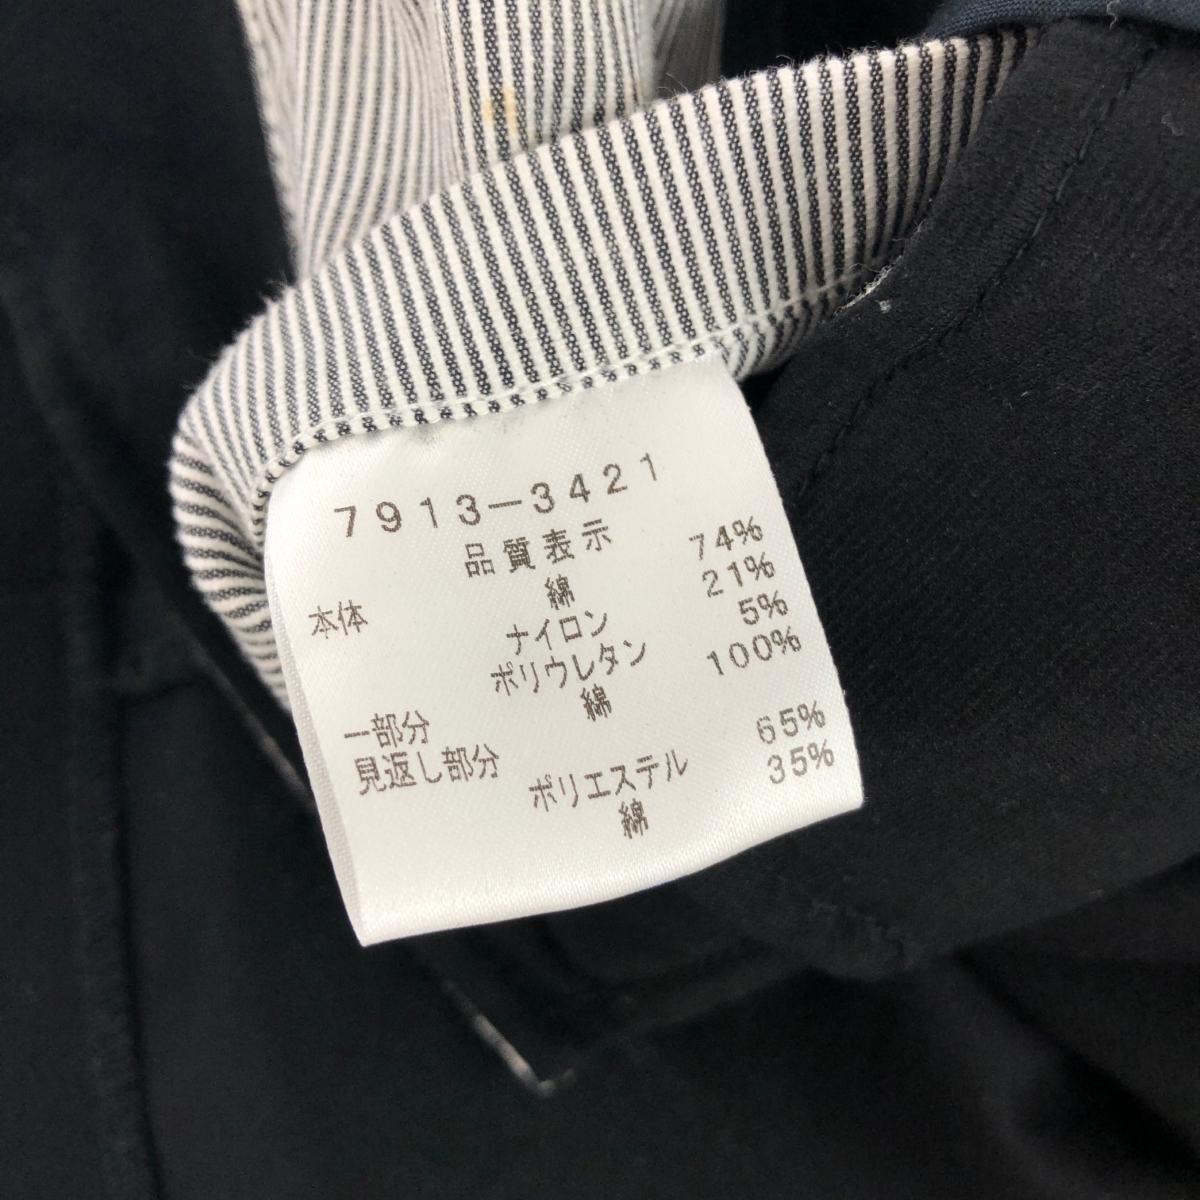 7913−3421
品質表示
本体 綿 74%
ナイロン 21%
ポリウレタン 5%
一部分 綿 100%
見返し部分
ポリエステル 65%
綿 35%